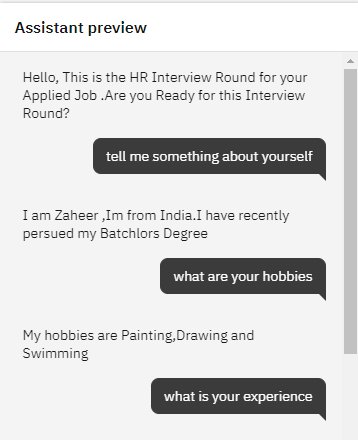 Assistant preview
Hello, This is the HR Interview Round for your
Applied Job .Are you Ready for this Interview
Round?
tell me something about yourself
I am Zaheer ,Im from India.I have recently
persued my Batchlors Degree
what are your hobbies
My hobbies are Painting,Drawing and
Swimming
what is your experience